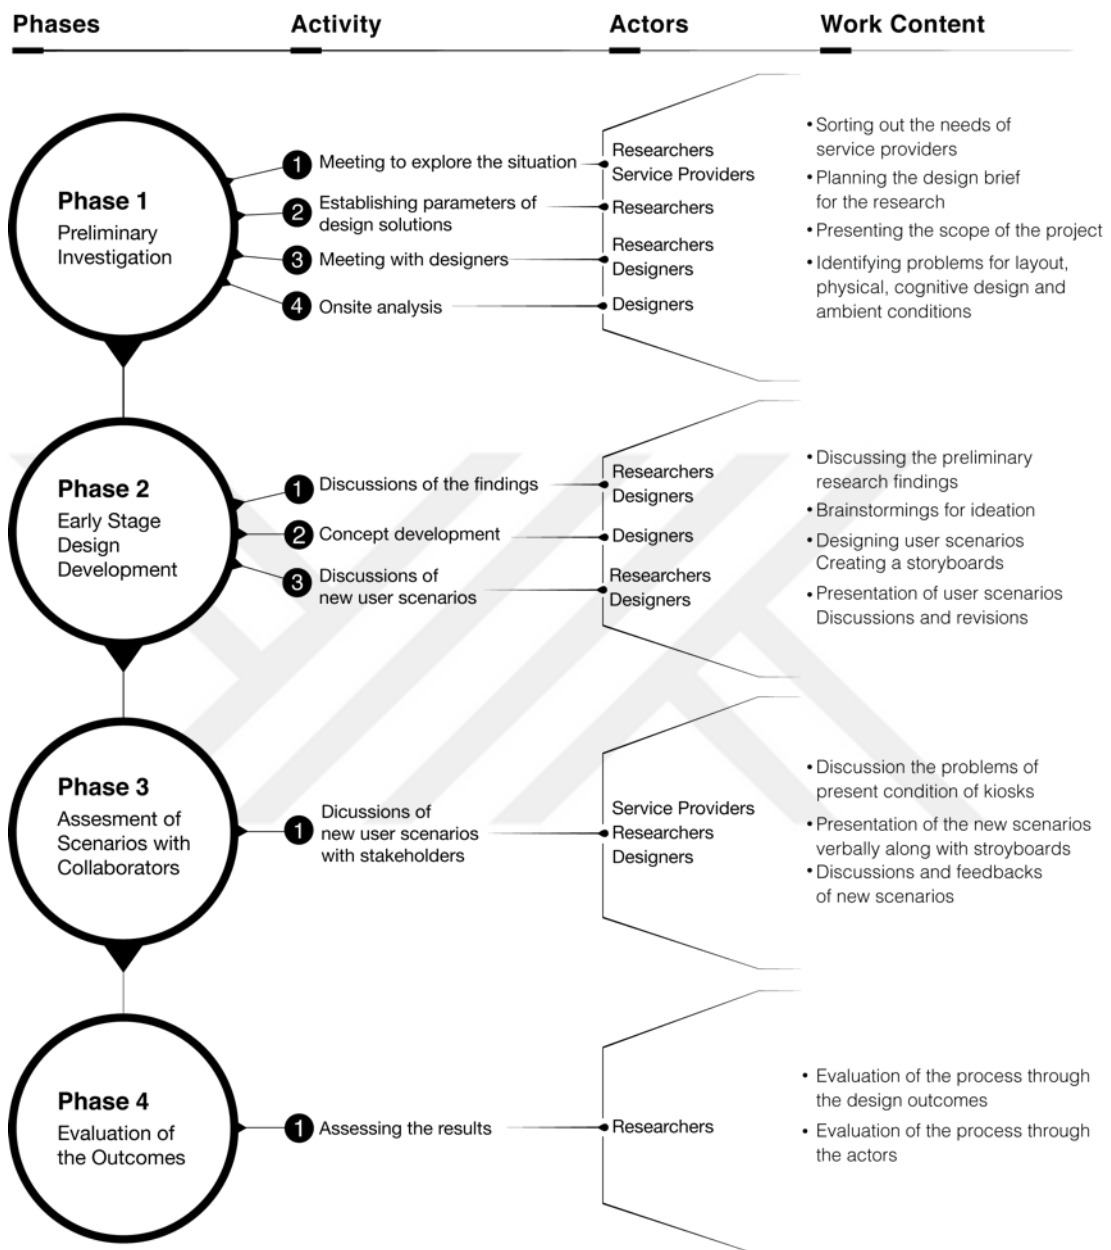 Phases
Activity
Actors
Work Content
Phase 1
Preliminary
Investigation
1 Meeting to explore the situation
2 Establishing parameters of
design solutions
3 Meeting with designers
4 Onsite analysis
Researchers
Service Providers
Researchers
Researchers
Designers
Designers
• Sorting out the needs of
service providers
• Planning the design brief
for the research
• Presenting the scope of the project
• Identifying problems for layout,
physical, cognitive design and
ambient conditions
Phase 2
Early Stage
Design
Development
1 Discussions of the findings
2 Concept development
3 Discussions of
new user scenarios
Researchers
Designers
Designers
Researchers
Designers
• Discussing the preliminary
research findings
• Brainstormings for ideation
• Designing user scenarios
Creating a storyboards
• Presentation of user scenarios
Discussions and revisions
Phase 3
Assesment of
Scenarios with
Collaborators
1 Dicussions of
new user scenarios
with stakeholders
Service Providers
Researchers
Designers
• Discussion the problems of
present condition of kiosks
• Presentation of the new scenarios
verbally along with stroyboards
• Discussions and feedbacks
of new scenarios
Phase 4
Evaluation of
the Outcomes
1 Assessing the results
Researchers
• Evaluation of the process through
the design outcomes
• Evaluation of the process through
the actors